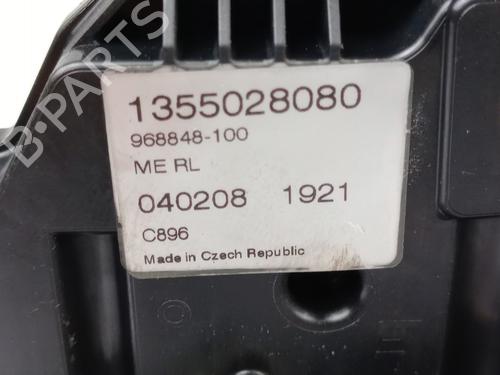 B-PARTS
1355028080
968848-100
ME RL
040208 1921
C896
Made in Czech Republic